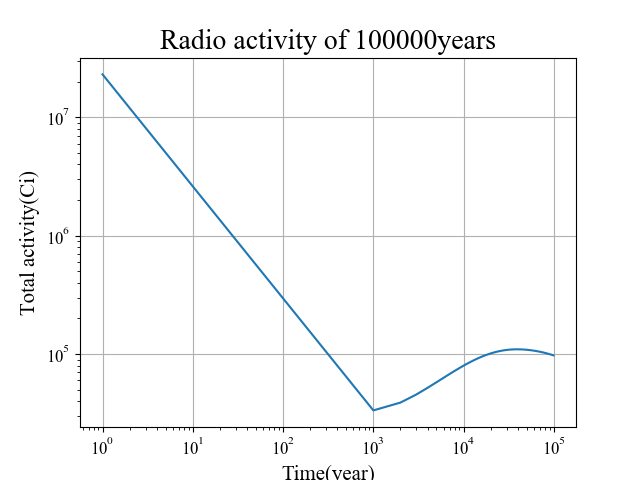 Radio activity of 100000years
Total activity(Ci)
10⁷
10⁶
10⁵
10⁰ 10¹ 10² 10³ 10⁴ 10⁵
Time(year)